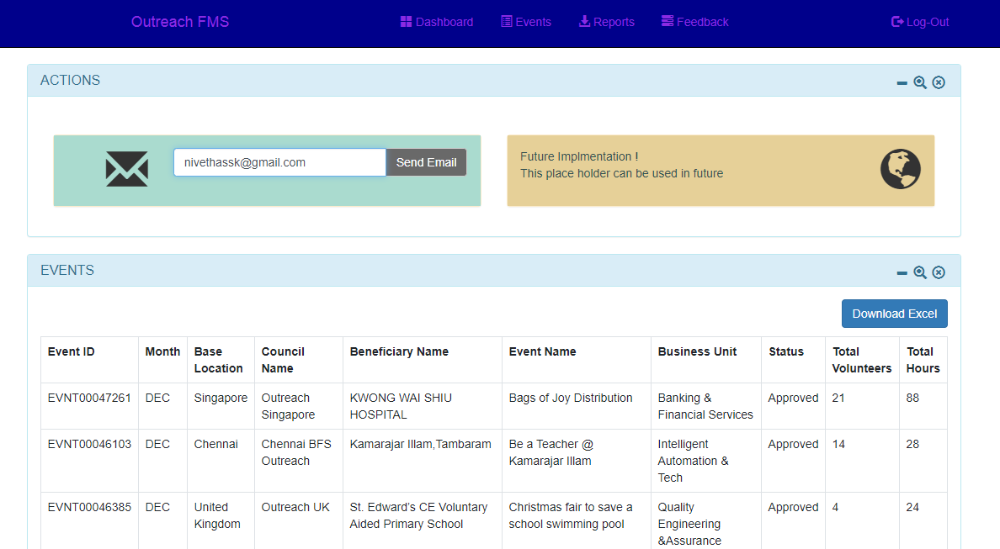 Outreach FMS Dashboard Events Reports Feedback Log-Out
ACTIONS
nivethassk@gmail.com Send Email
Future Implmentation !
This place holder can be used in future
EVENTS
Download Excel
Event ID Month Base Location Council Name Beneficiary Name Event Name Business Unit Status Total Volunteers Total Hours
EVNT00047261 DEC Singapore Outreach Singapore KWONG WAI SHIU HOSPITAL Bags of Joy Distribution Banking & Financial Services Approved 21 88
EVNT00046103 DEC Chennai Chennai BFS Outreach Kamarajar Illam,Tambaram Be a Teacher @ Kamarajar Illam Intelligent Automation & Tech Approved 14 28
EVNT00046385 DEC United Kingdom Outreach UK St. Edward's CE Voluntary Aided Primary School Christmas fair to save a school swimming pool Quality Engineering &Assurance Approved 4 24